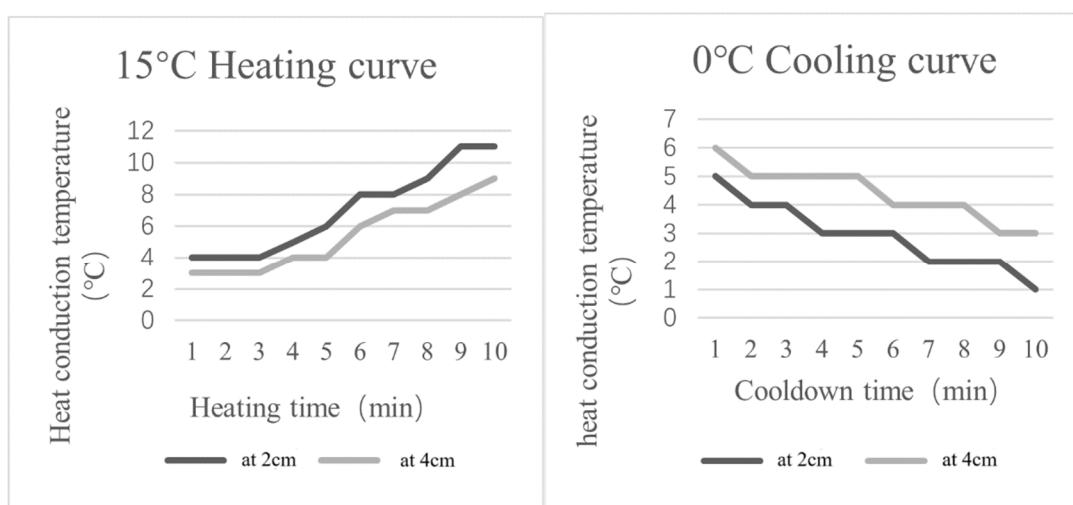 15°C Heating curve
Heat conduction temperature
(℃)
12
10
8
6
4
2
0
1 2 3 4 5 6 7 8 9 10
Heating time（min）
at 2cm at 4cm
0℃ Cooling curve
heat conduction temperature
(℃)
7
6
5
4
3
2
1
0
1 2 3 4 5 6 7 8 9 10
Cooldown time（min）
at 2cm at 4cm